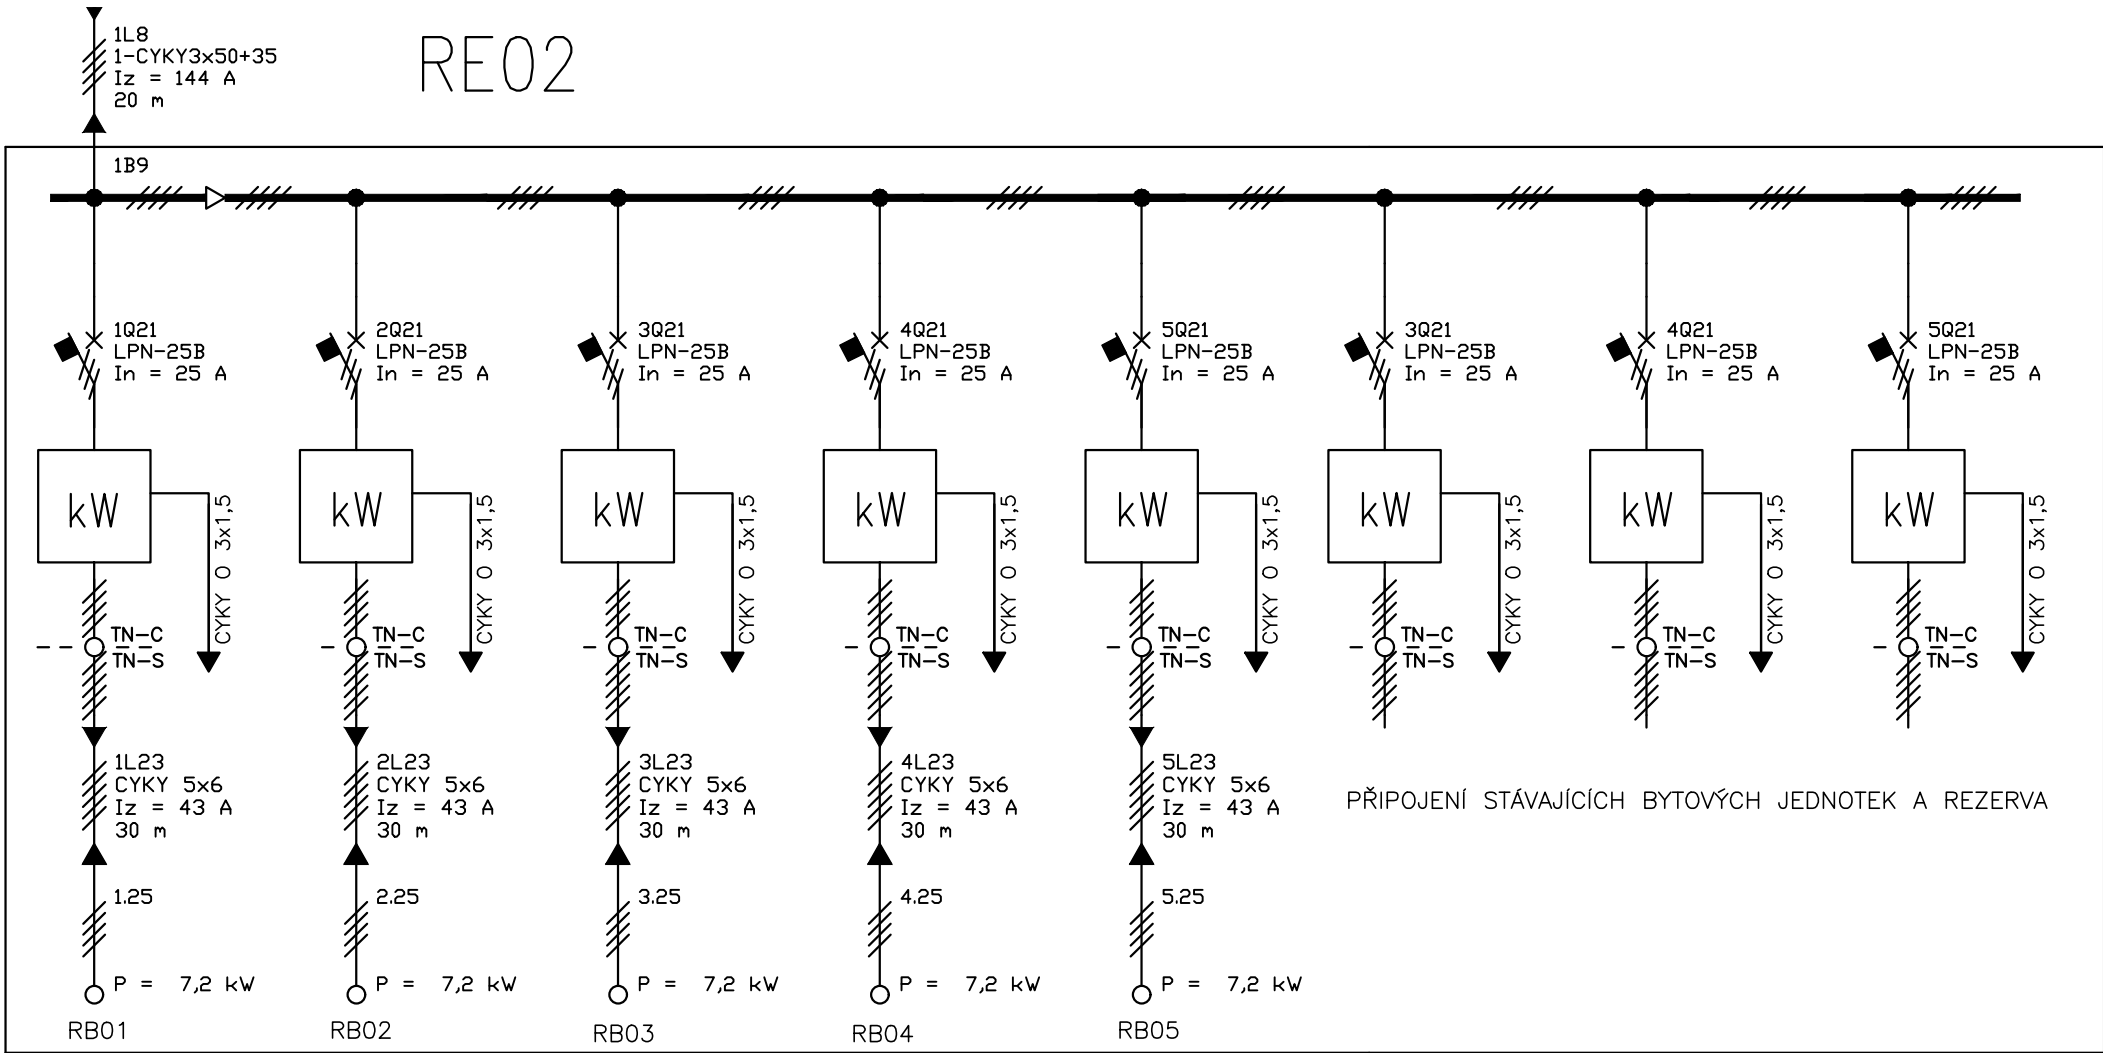 1L8
1-CYKY3x50+35
Iz = 144 A
20 m
RE02
1B9
1Q21
LPN-25B
In = 25 A
2Q21
LPN-25B
In = 25 A
3Q21
LPN-25B
In = 25 A
4Q21
LPN-25B
In = 25 A
5Q21
LPN-25B
In = 25 A
3Q21
LPN-25B
In = 25 A
4Q21
LPN-25B
In = 25 A
5Q21
LPN-25B
In = 25 A
kW
CYKY O 3x1,5
kW
CYKY O 3x1,5
kW
CYKY O 3x1,5
kW
CYKY O 3x1,5
kW
CYKY O 3x1,5
kW
CYKY O 3x1,5
kW
CYKY O 3x1,5
kW
CYKY O 3x1,5
TN-C
TN-S
TN-C
TN-S
TN-C
TN-S
TN-C
TN-S
TN-C
TN-S
TN-C
TN-S
TN-C
TN-S
TN-C
TN-S
1L23
CYKY 5x6
Iz = 43 A
30 m
2L23
CYKY 5x6
Iz = 43 A
30 m
3L23
CYKY 5x6
Iz = 43 A
30 m
4L23
CYKY 5x6
Iz = 43 A
30 m
5L23
CYKY 5x6
Iz = 43 A
30 m
PŘIPOJENÍ STÁVAJÍCÍCH BYTOVÝCH JEDNOTEK A REZERVA
1.25
2.25
3.25
4.25
5.25
P = 7,2 kW
P = 7,2 kW
P = 7,2 kW
P = 7,2 kW
P = 7,2 kW
RB01
RB02
RB03
RB04
RB05